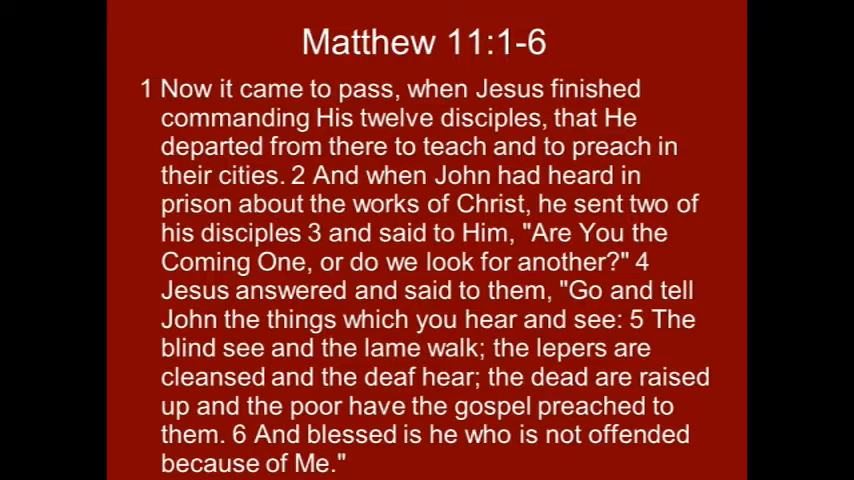 Matthew 11:1-6
1 Now it came to pass, when Jesus finished
commanding His twelve disciples, that He
departed from there to teach and to preach in
their cities. 2 And when John had heard in
prison about the works of Christ, he sent two of
his disciples 3 and said to Him, "Are You the
Coming One, or do we look for another?" 4
Jesus answered and said to them, "Go and tell
John the things which you hear and see: 5 The
blind see and the lame walk; the lepers are
cleansed and the deaf hear; the dead are raised
up and the poor have the gospel preached to
them. 6 And blessed is he who is not offended
because of Me."